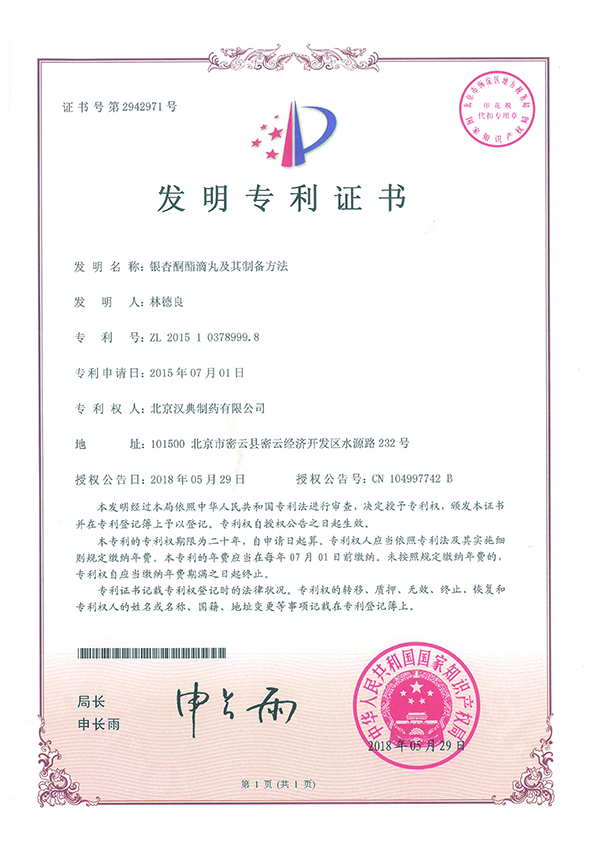 证书号第2942971号
北京市海淀区地方税务局
印花税
代扣专用章
国家知识产权局
发明专利证书
发明名称：银杏酮酯滴丸及其制备方法
发明人：林德良
专利号：ZL 2015 1 0378999.8
专利申请日：2015年07月01日
专利权人：北京汉典制药有限公司
地址：101500 北京市密云县密云经济开发区水源路232号
授权公告日：2018年05月29日 授权公告号：CN 104997742 B
本发明经过本局依照中华人民共和国专利法进行审查，决定授予专利权，颁发本证书
并在专利登记簿上予以登记。专利权自授权公告之日起生效。
本专利的专利权期限为二十年，自申请日起算。专利权人应当依照专利法及其实施细
则规定缴纳年费。本专利的年费应当在每年07月01日前缴纳。未按照规定缴纳年费的，
专利权自应当缴纳年费期满之日起终止。
专利证书记载专利权登记时的法律状况。专利权的转移、质押、无效、终止、恢复和
专利权人的姓名或名称、国籍、地址变更等事项记载在专利登记簿上。
局长
申长雨
申长雨
中华人民共和国国家知识产权局
2018年05月29日
第1页(共1页)